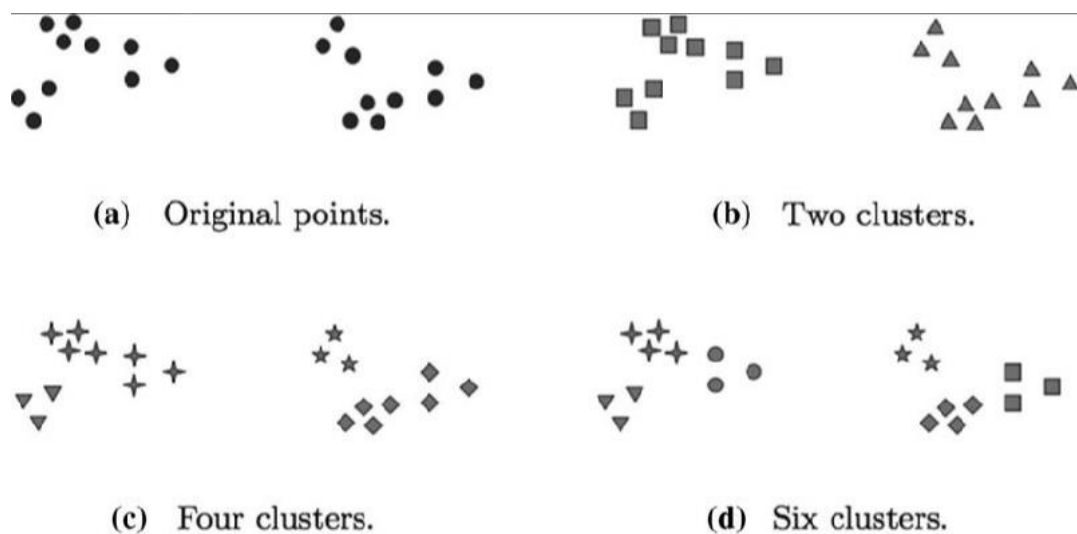 (a) Original points.
(b) Two clusters.
(c) Four clusters.
(d) Six clusters.